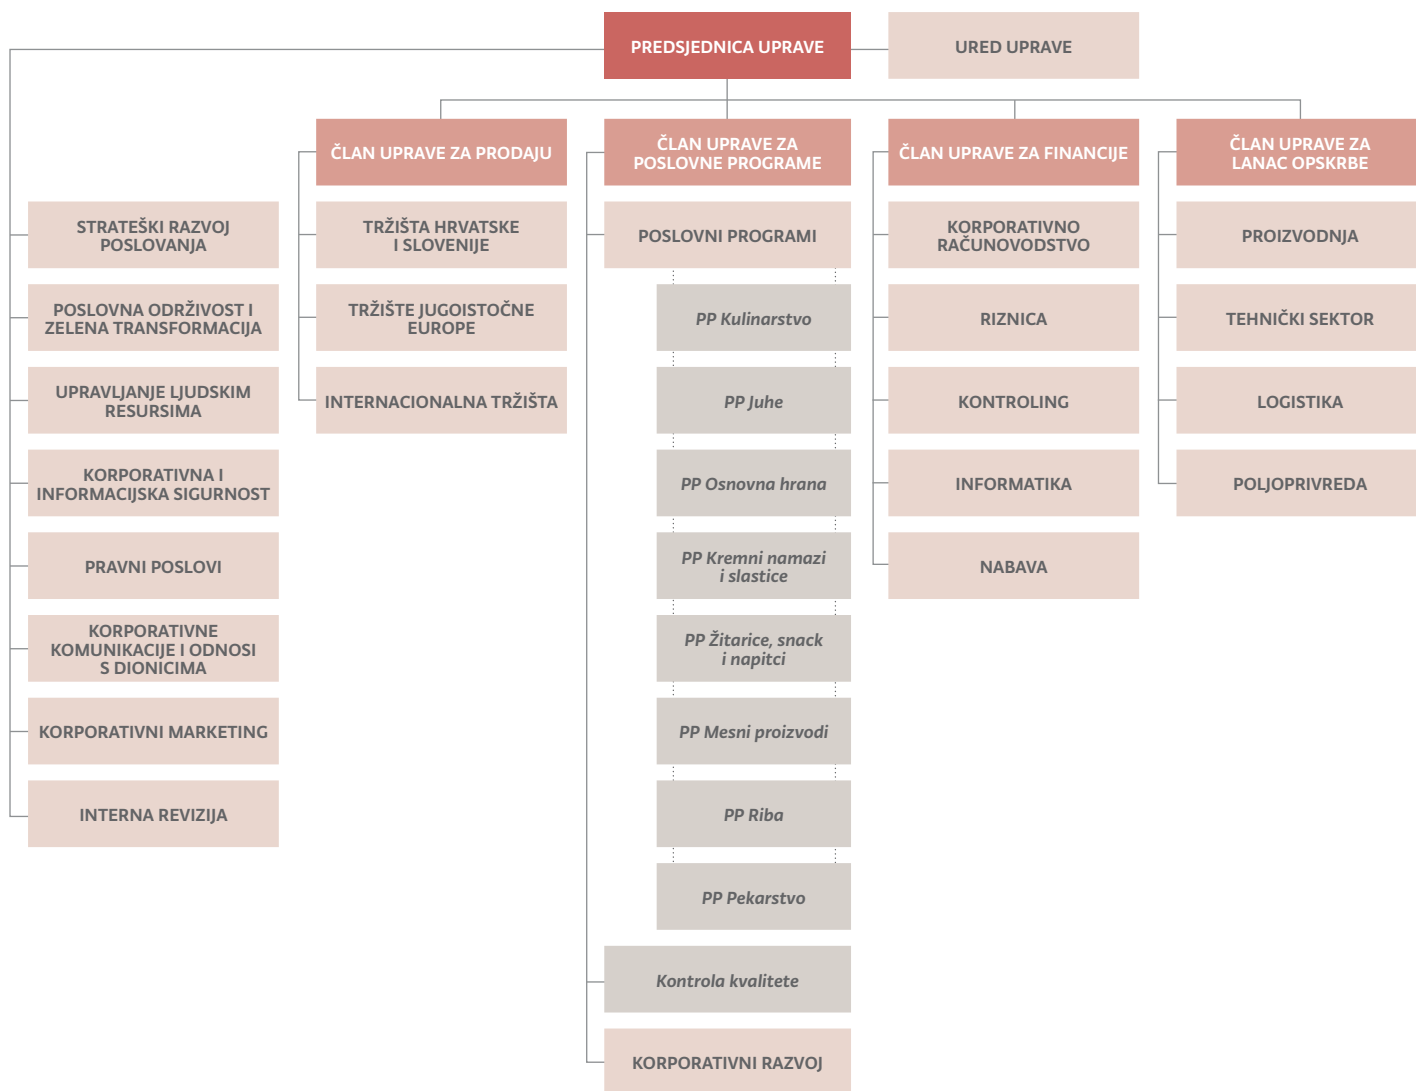 PREDSJEDNICA UPRAVE
URED UPRAVE
STRATEŠKI RAZVOJ
POSLOVANJA
POSLOVNA ODRŽIVOST I
ZELENA TRANSFORMACIJA
UPRAVLJANJE LJUDSKIM
RESURSIMA
KORPORATIVNA I
INFORMACIJSKA SIGURNOST
PRAVNI POSLOVI
KORPORATIVNE
KOMUNIKACIJE I ODNOSI
S DIONICIMA
KORPORATIVNI MARKETING
INTERNA REVIZIJA
ČLAN UPRAVE ZA PRODAJU
TRŽIŠTA HRVATSKE
I SLOVENIJE
TRŽIŠTE JUGOISTOČNE
EUROPE
INTERNACIONALNA TRŽIŠTA
ČLAN UPRAVE ZA
POSLOVNE PROGRAME
POSLOVNI PROGRAMI
PP Kulinarstvo
PP Juhe
PP Osnovna hrana
PP Kremni namazi
i slastice
PP Žitarice, snack
i napitci
PP Mesni proizvodi
PP Riba
PP Pekarstvo
Kontrola kvalitete
KORPORATIVNI RAZVOJ
ČLAN UPRAVE ZA FINANCIJE
KORPORATIVNO
RAČUNOVODSTVO
RIZNICA
KONTROLING
INFORMATIKA
NABAVA
ČLAN UPRAVE ZA
LANAC OPSKRBE
PROIZVODNJA
TEHNIČKI SEKTOR
LOGISTIKA
POLJOPRIVREDA